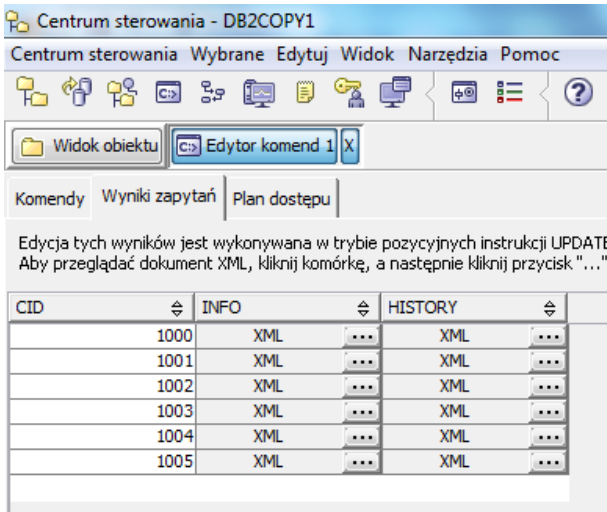 Centrum sterowania - DB2COPY1
Centrum sterowania Wybrane Edytuj Widok Narzędzia Pomoc
Widok obiektu Edytor komend 1 X
Komendy Wyniki zapytań Plan dostępu
Edycja tych wyników jest wykonywana w trybie pozycyjnych instrukcji UPDATE
Aby przeglądać dokument XML, kliknij komórkę, a następnie kliknij przycisk "..."
CID INFO HISTORY
1000 XML ... XML ...
1001 XML ... XML ...
1002 XML ... XML ...
1003 XML ... XML ...
1004 XML ... XML ...
1005 XML ... XML ...